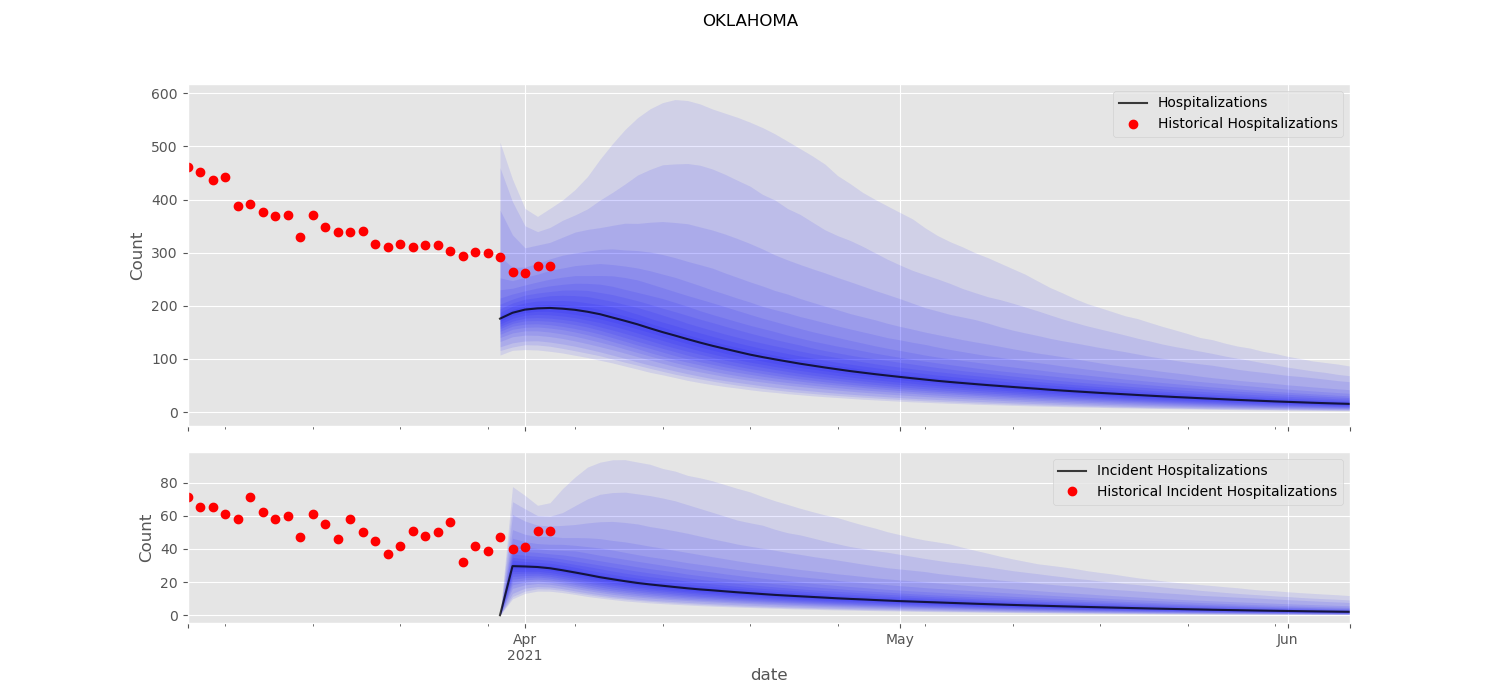 OKLAHOMA
600
500
400
300
200
100
0
Count
Hospitalizations
Historical Hospitalizations
80
60
40
20
0
Count
Incident Hospitalizations
Historical Incident Hospitalizations
Apr
2021
May
Jun
date